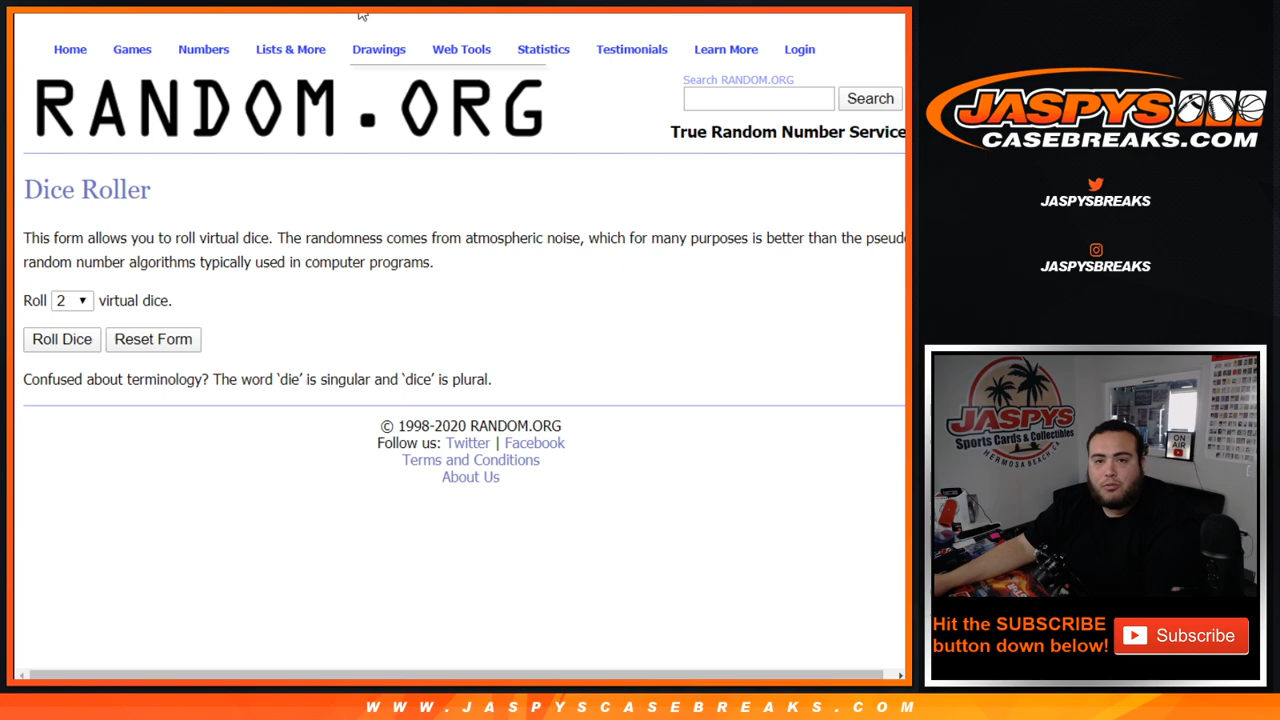 Home Games Numbers Lists & More Drawings Web Tools Statistics Testimonials Learn More Login
RANDOM.ORG
Search RANDOM.ORG
Search
True Random Number Service
Dice Roller
This form allows you to roll virtual dice. The randomness comes from atmospheric noise, which for many purposes is better than the pseudo
random number algorithms typically used in computer programs.
Roll 2 virtual dice.
Roll Dice Reset Form
Confused about terminology? The word ‘die’ is singular and ‘dice’ is plural.
© 1998-2020 RANDOM.ORG
Follow us: Twitter | Facebook
Terms and Conditions
About Us
JASPYS
CASEBREAKS.COM
JASPYSBREAKS
JASPYSBREAKS
JASPYS
Sports Cards & Collectibles
HERMOSA BEACH CA
ON
AIR
Hit the SUBSCRIBE
button down below!
Subscribe
WWW.JASPYSCASEBREAKS.COM